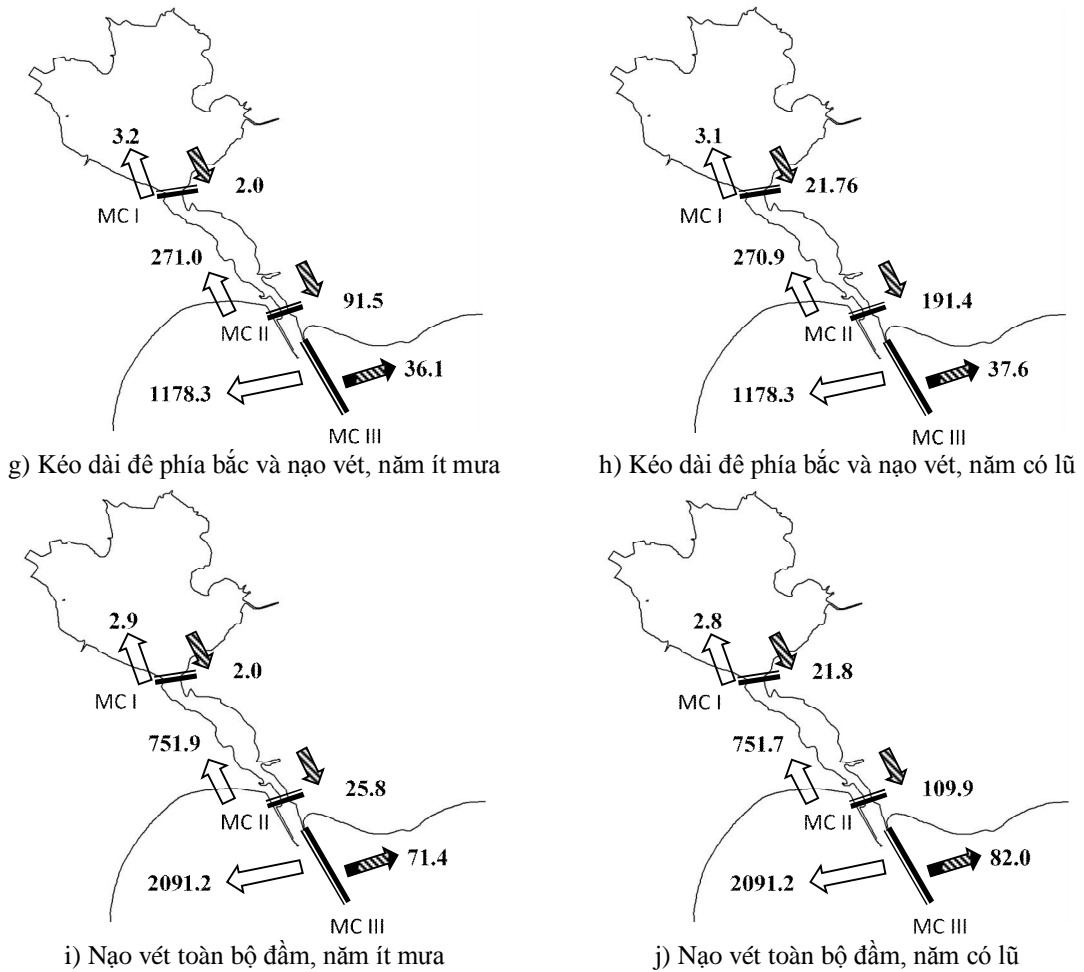 3.2
2.0
MC I
271.0
91.5
MC II
36.1
1178.3
MC III
g) Kéo dài đê phía bắc và nạo vét, năm ít mưa
3.1
21.76
MC I
270.9
191.4
MC II
37.6
1178.3
MC III
h) Kéo dài đê phía bắc và nạo vét, năm có lũ
2.9
2.0
MC I
751.9
25.8
MC II
71.4
2091.2
MC III
i) Nạo vét toàn bộ đầm, năm ít mưa
2.8
21.8
MC I
751.7
109.9
MC II
82.0
2091.2
MC III
j) Nạo vét toàn bộ đầm, năm có lũ